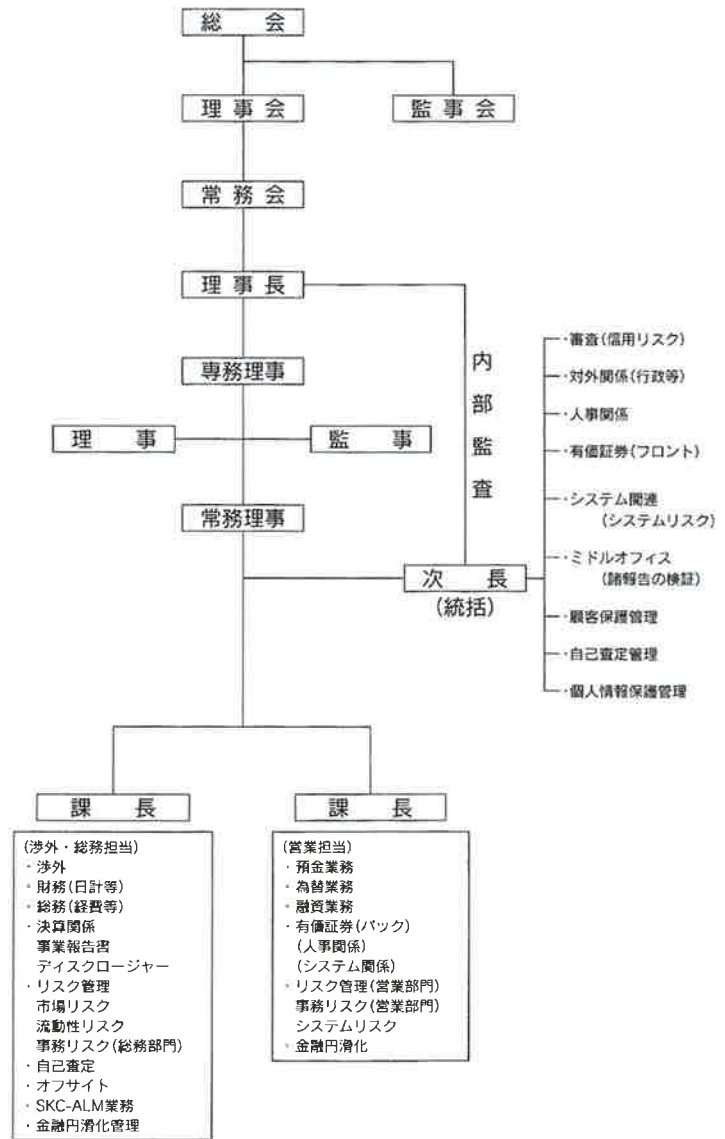 総会
理事会
監事会
常務会
理事長
専務理事
理事
監事
常務理事
内部監査
次長
(統括)
・審査(信用リスク)
・対外関係(行政等)
・人事関係
・有価証券(フロント)
・システム関連
(システムリスク)
・ミドルオフィス
(諸報告の検証)
・顧客保護管理
・自己査定管理
・個人情報保護管理
課長
(渉外・総務担当)
・渉外
・財務(日計等)
・総務(経費等)
・決算関係
事業報告書
ディスクロージャー
・リスク管理
市場リスク
流動性リスク
事務リスク(総務部門)
・自己査定
・オフサイト
・SKC-ALM業務
・金融円滑化管理
課長
(営業担当)
・預金業務
・為替業務
・融資業務
・有価証券(バック)
(人事関係)
(システム関係)
・リスク管理(営業部門)
事務リスク(営業部門)
システムリスク
・金融円滑化